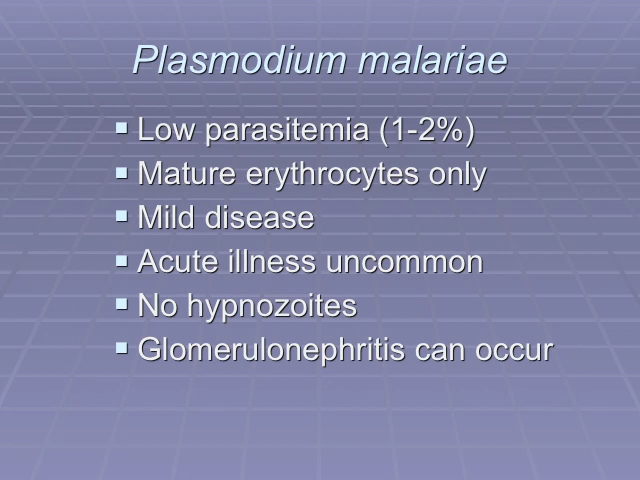 Plasmodium malariae
Low parasitemia (1-2%)
Mature erythrocytes only
Mild disease
Acute illness uncommon
No hypnozoites
Glomerulonephritis can occur